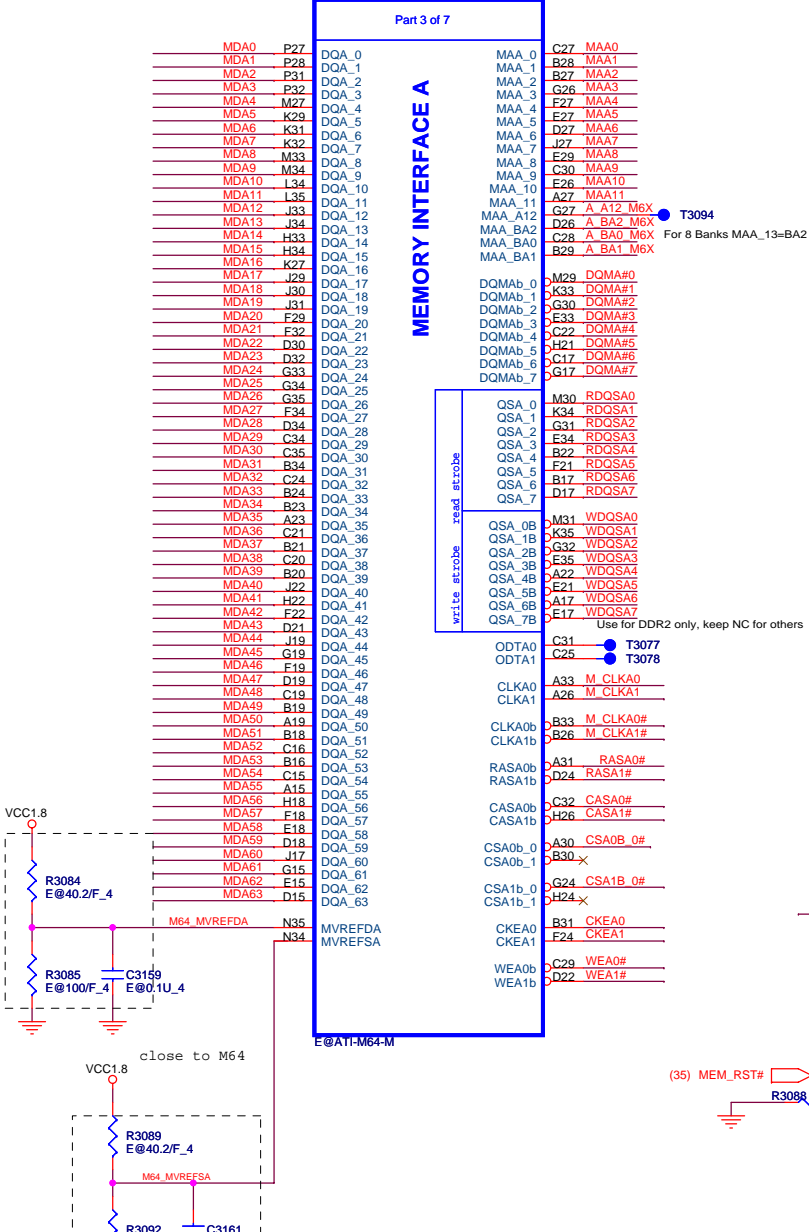 Part 3 of 7
MEMORY INTERFACE A
MDA0 P27 DQA_0 MAA_0 C27 MAA0
MDA1 P28 DQA_1 MAA_1 B28 MAA1
MDA2 P31 DQA_2 MAA_2 B27 MAA2
MDA3 P32 DQA_3 MAA_3 G26 MAA3
MDA4 M27 DQA_4 MAA_4 F27 MAA4
MDA5 K29 DQA_5 MAA_5 E27 MAA5
MDA6 K31 DQA_6 MAA_6 D27 MAA6
MDA7 K32 DQA_7 MAA_7 J27 MAA7
MDA8 M33 DQA_8 MAA_8 E29 MAA8
MDA9 M34 DQA_9 MAA_9 C30 MAA9
MDA10 L34 DQA_10 MAA_10 E26 MAA10
MDA11 L35 DQA_11 MAA_11 A27 MAA11
MDA12 J33 DQA_12 MAA_A12 G27 A_A12_M6X T3094
MDA13 J34 DQA_13 MAA_BA2 D26 A_BA2_M6X For 8 Banks MAA_13=BA2
MDA14 H33 DQA_14 MAA_BA0 C28 A_BA0_M6X
MDA15 H34 DQA_15 MAA_BA1 B29 A_BA1_M6X
MDA16 K27 DQA_16
MDA17 J29 DQA_17 DQMAb_0 M29 DQMA#0
MDA18 J30 DQA_18 DQMAb_1 K33 DQMA#1
MDA19 J31 DQA_19 DQMAb_2 G30 DQMA#2
MDA20 F29 DQA_20 DQMAb_3 E33 DQMA#3
MDA21 F32 DQA_21 DQMAb_4 C22 DQMA#4
MDA22 D30 DQA_22 DQMAb_5 H21 DQMA#5
MDA23 D32 DQA_23 DQMAb_6 C17 DQMA#6
MDA24 G33 DQA_24 DQMAb_7 G17 DQMA#7
MDA25 G34 DQA_25
MDA26 G35 DQA_26 QSA_0 M30 RDQSA0
MDA27 F34 DQA_27 QSA_1 K34 RDQSA1
MDA28 D34 DQA_28 QSA_2 G31 RDQSA2
MDA29 C34 DQA_29 QSA_3 E34 RDQSA3
MDA30 C35 DQA_30 QSA_4 B22 RDQSA4
MDA31 B34 DQA_31 QSA_5 F21 RDQSA5
MDA32 C24 DQA_32 QSA_6 B17 RDQSA6
MDA33 B24 DQA_33 QSA_7 D17 RDQSA7
read strobe
MDA34 B23 DQA_34
MDA35 A23 DQA_35 QSA_0B M31 WDQSA0
MDA36 C21 DQA_36 QSA_1B K35 WDQSA1
MDA37 B21 DQA_37 QSA_2B G32 WDQSA2
MDA38 C20 DQA_38 QSA_3B E35 WDQSA3
MDA39 B20 DQA_39 QSA_4B A22 WDQSA4
MDA40 J22 DQA_40 QSA_5B E21 WDQSA5
MDA41 H22 DQA_41 QSA_6B A17 WDQSA6
MDA42 F22 DQA_42 QSA_7B E17 WDQSA7
write strobe
Use for DDR2 only, keep NC for others
MDA43 D21 DQA_43
MDA44 J19 DQA_44 ODTA0 C31 T3077
MDA45 G19 DQA_45 ODTA1 C25 T3078
MDA46 F19 DQA_46
MDA47 D19 DQA_47 CLKA0 A33 M_CLKA0
MDA48 C19 DQA_48 CLKA1 A26 M_CLKA1
MDA49 B19 DQA_49
MDA50 A19 DQA_50 CLKA0b B33 M_CLKA0#
MDA51 B18 DQA_51 CLKA1b B26 M_CLKA1#
MDA52 C16 DQA_52
MDA53 B16 DQA_53 RASA0b A31 RASA0#
MDA54 C15 DQA_54 RASA1b D24 RASA1#
MDA55 A15 DQA_55
MDA56 H18 DQA_56 CASA0b C32 CASA0#
MDA57 F18 DQA_57 CASA1b H26 CASA1#
MDA58 E18 DQA_58
MDA59 D18 DQA_59 CSA0b_0 A30 CSA0B_0#
MDA60 J17 DQA_60 CSA0b_1 B30
MDA61 G15 DQA_61
MDA62 E15 DQA_62 CSA1b_0 G24 CSA1B_0#
MDA63 D15 DQA_63 CSA1b_1 H24
M64_MVREFDA N35 MVREFDA CKEA0 B31 CKEA0
N34 MVREFSA CKEA1 F24 CKEA1
WEA0b C29 WEA0#
WEA1b D22 WEA1#
E@ATI-M64-M
VCC1.8
R3084
E@40.2/F_4
R3085
E@100/F_4
C3159
E@0.1U_4
close to M64
VCC1.8
R3089
E@40.2/F_4
M64_MVREFSA
R3092
C3161
(35) MEM_RST#
R3088